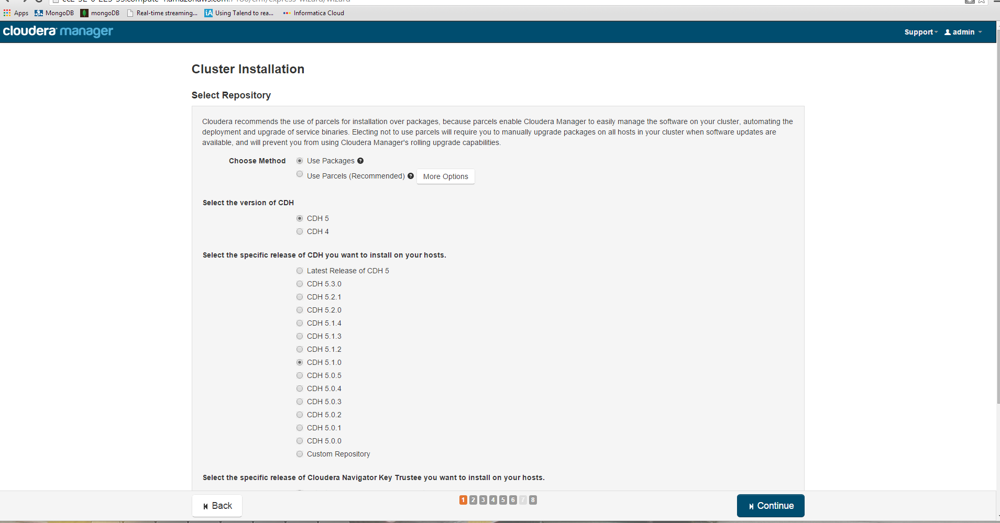 Apps MongoDB mongoDB Real-time streaming... iA Using Talend to rea... Informatica Cloud
cloudera manager Support admin
Cluster Installation
Select Repository
Cloudera recommends the use of parcels for installation over packages, because parcels enable Cloudera Manager to easily manage the software on your cluster, automating the
deployment and upgrade of service binaries. Electing not to use parcels will require you to manually upgrade packages on all hosts in your cluster when software updates are
available, and will prevent you from using Cloudera Manager's rolling upgrade capabilities.
Choose Method Use Packages ?
Use Parcels (Recommended) ? More Options
Select the version of CDH
CDH 5
CDH 4
Select the specific release of CDH you want to install on your hosts.
Latest Release of CDH 5
CDH 5.3.0
CDH 5.2.1
CDH 5.2.0
CDH 5.1.4
CDH 5.1.3
CDH 5.1.2
CDH 5.1.0
CDH 5.0.5
CDH 5.0.4
CDH 5.0.3
CDH 5.0.2
CDH 5.0.1
CDH 5.0.0
Custom Repository
Select the specific release of Cloudera Navigator Key Trustee you want to install on your hosts.
Back 1 2 3 4 5 6 7 8 Continue